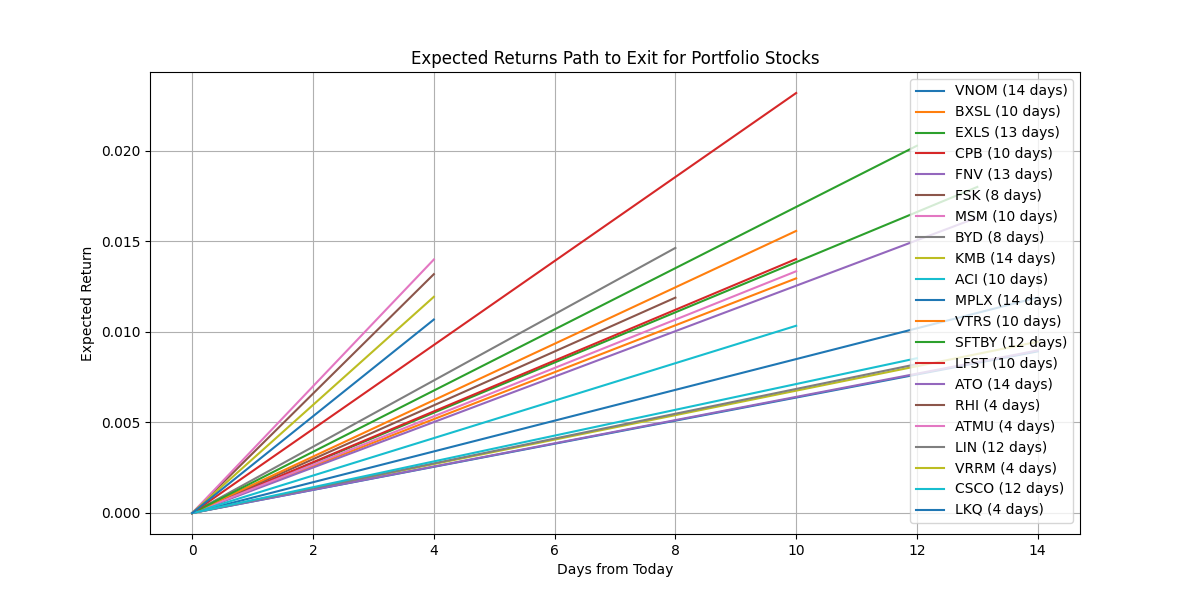 Expected Returns Path to Exit for Portfolio Stocks
VNOM (14 days)
BXSL (10 days)
EXLS (13 days)
CPB (10 days)
FNV (13 days)
FSK (8 days)
MSM (10 days)
BYD (8 days)
KMB (14 days)
ACI (10 days)
MPLX (14 days)
VTRS (10 days)
SFTBY (12 days)
LFSTY (10 days)
ATO (14 days)
RHI (4 days)
ATMU (4 days)
LIN (12 days)
VRRM (4 days)
CSCO (12 days)
LKQ (4 days)
Expected Return
0.020
0.015
0.010
0.005
0.000
0 2 4 6 8 10 12 14
Days from Today